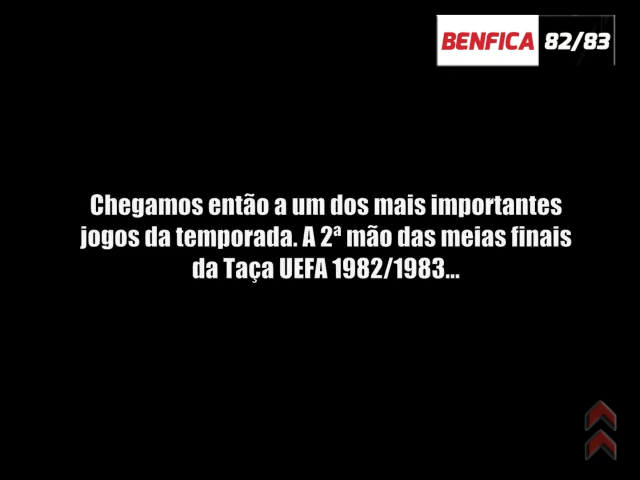 BENFICA 82/83
Chegamos então a um dos mais importantes
jogos da temporada. A 2ª mão das meias finais
da Taça UEFA 1982/1983...